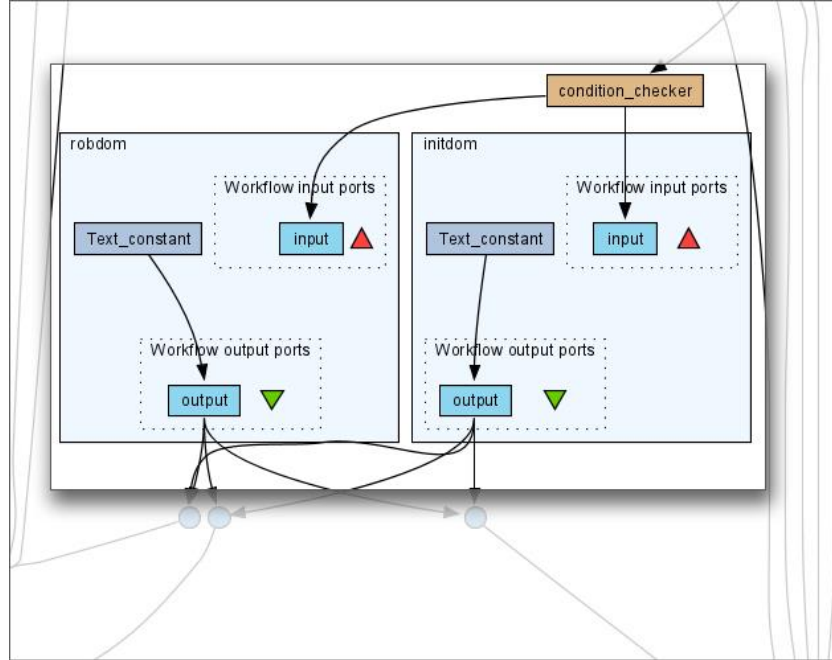 condition_checker
robdom
initdom
Workflow input ports
Workflow input ports
Text_constant
input
Text_constant
input
Workflow output ports
Workflow output ports
output
output